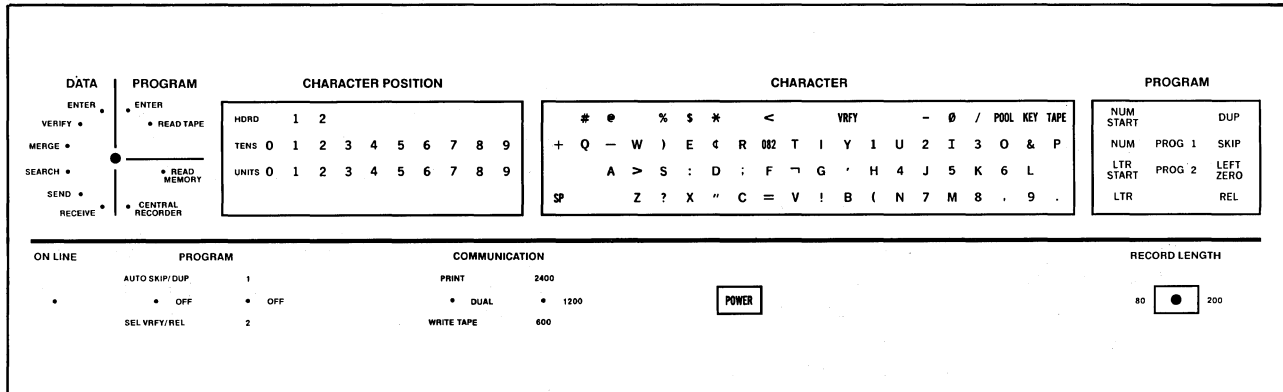 DATA PROGRAM
ENTER
VERIFY
MERGE
SEARCH
SEND
RECEIVE
ENTER
READ TAPE
READ
MEMORY
CENTRAL
RECORDER
CHARACTER POSITION
HDRD 1 2
TENS 0 1 2 3 4 5 6 7 8 9
UNITS 0 1 2 3 4 5 6 7 8 9
CHARACTER
# @ % $ * < VRFY - Ø / POOL KEY TAPE
+ Q — W ) E ¢ R 082 T | Y 1 U 2 I 3 O & P
A > S : D ; F ¬ G ' H 4 J 5 K 6 L
SP Z ? X " C = V ! B ( N 7 M 8 , 9 .
PROGRAM
NUM
START
DUP
NUM PROG 1 SKIP
LTR
START
PROG 2
LEFT
ZERO
LTR REL
ON LINE
PROGRAM
AUTO SKIP/DUP 1
OFF OFF
SEL VRFY/REL 2
COMMUNICATION
PRINT 2400
DUAL 1200
WRITE TAPE 600
POWER
RECORD LENGTH
80 200